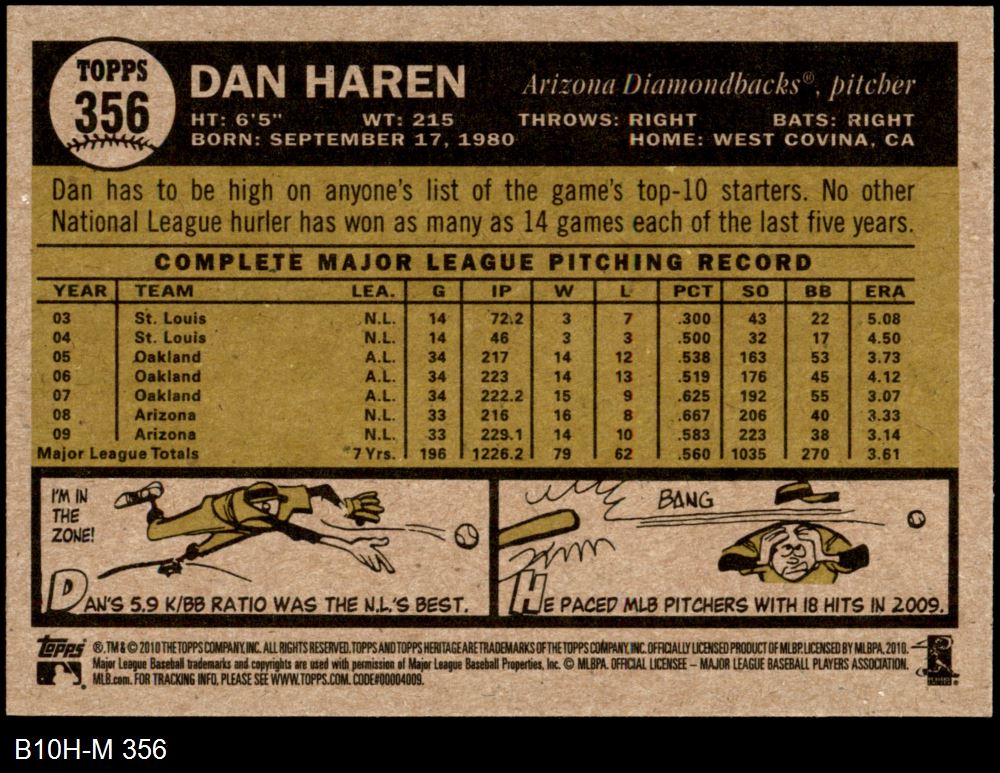 TOPPS
356
DAN HAREN
Arizona Diamondbacks®, pitcher
HT: 6'5" WT: 215 THROWS: RIGHT BATS: RIGHT
BORN: SEPTEMBER 17, 1980 HOME: WEST COVINA, CA
Dan has to be high on anyone's list of the game's top-10 starters. No other
National League hurler has won as many as 14 games each of the last five years.
COMPLETE MAJOR LEAGUE PITCHING RECORD
YEAR TEAM LEA. G IP W L PCT SO BB ERA
03 St. Louis N.L. 14 72.2 3 7 .300 43 22 5.08
04 St. Louis N.L. 14 46 3 3 .500 32 17 4.50
05 Oakland A.L. 34 217 14 12 .538 163 53 3.73
06 Oakland A.L. 34 223 14 13 .519 176 45 4.12
07 Oakland A.L. 34 222.2 15 9 .625 192 55 3.07
08 Arizona N.L. 33 216 16 8 .667 206 40 3.33
09 Arizona N.L. 33 229.1 14 10 .583 223 38 3.14
Major League Totals 7 Yrs. 196 1226.2 79 62 .560 1035 270 3.61
I'M IN
THE
ZONE!
DAN'S 5.9 K/BB RATIO WAS THE N.L.'S BEST.
BANG
HE PACED MLB PITCHERS WITH 18 HITS IN 2009.
Topps ®, TM & © 2010 THE TOPPS COMPANY, INC. ALL RIGHTS RESERVED. TOPPS AND TOPPS HERITAGE ARE TRADEMARKS OF THE TOPPS COMPANY, INC. OFFICIALLY LICENSED PRODUCT OF MLBP. LICENSED BY MLBPA, 2010.
Major League Baseball trademarks and copyrights are used with permission of Major League Baseball Properties, Inc. © MLBPA. OFFICIAL LICENSEE – MAJOR LEAGUE BASEBALL PLAYERS ASSOCIATION.
MLB.com. FOR TRACKING INFO, PLEASE SEE WWW.TOPPS.COM. CODE#00004009.
B10H-M 356